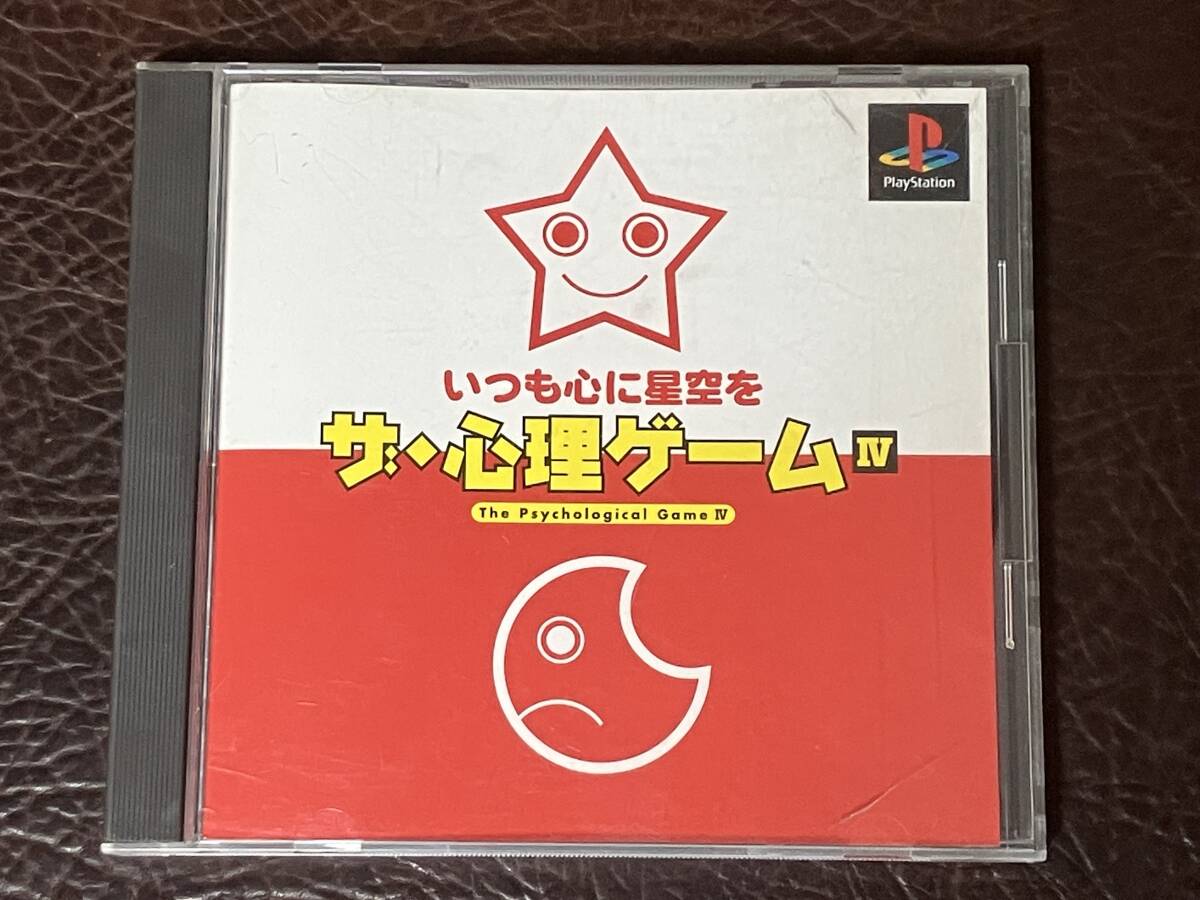 PlayStation
いつも心に星空を
ザ・心理ゲームⅣ
The Psychological Game Ⅳ